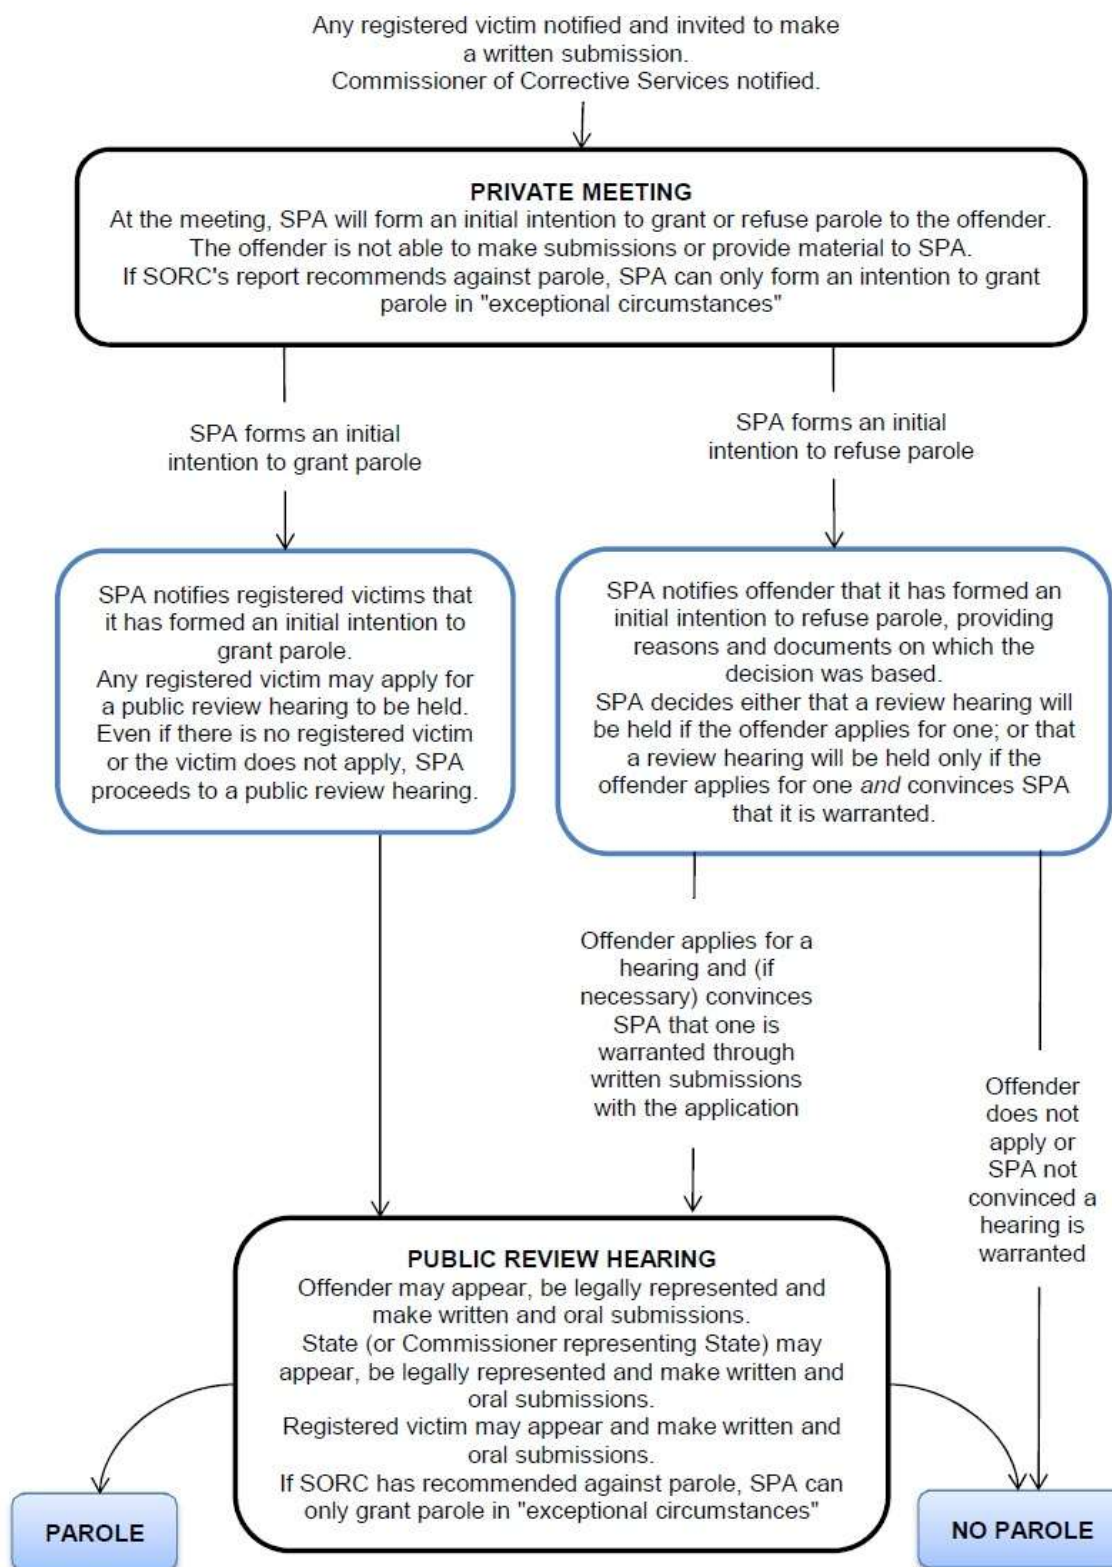 Any registered victim notified and invited to make
a written submission.
Commissioner of Corrective Services notified.
PRIVATE MEETING
At the meeting, SPA will form an initial intention to grant or refuse parole to the offender.
The offender is not able to make submissions or provide material to SPA.
If SORC's report recommends against parole, SPA can only form an intention to grant
parole in "exceptional circumstances"
SPA forms an initial
intention to grant parole
SPA forms an initial
intention to refuse parole
SPA notifies registered victims that
it has formed an initial intention to
grant parole.
Any registered victim may apply for
a public review hearing to be held.
Even if there is no registered victim
or the victim does not apply, SPA
proceeds to a public review hearing.
SPA notifies offender that it has formed an
initial intention to refuse parole, providing
reasons and documents on which the
decision was based.
SPA decides either that a review hearing will
be held if the offender applies for one; or that
a review hearing will be held only if the
offender applies for one and convinces SPA
that it is warranted.
Offender applies for a
hearing and (if
necessary) convinces
SPA that one is
warranted through
written submissions
with the application
Offender
does not
apply or
SPA not
convinced a
hearing is
warranted
PUBLIC REVIEW HEARING
Offender may appear, be legally represented and
make written and oral submissions.
State (or Commissioner representing State) may
appear, be legally represented and make written and
oral submissions.
Registered victim may appear and make written and
oral submissions.
If SORC has recommended against parole, SPA can
only grant parole in "exceptional circumstances"
PAROLE
NO PAROLE